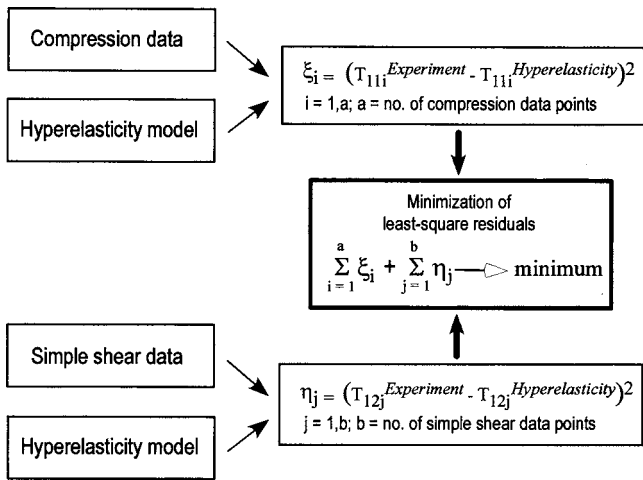 Compression data
Hyperelasticity model
ξi = (T11i^Experiment - T11i^Hyperelasticity)2
i = 1,a; a = no. of compression data points
Minimization of
least-square residuals
a b
Σ ξi + Σ ηj → minimum
i = 1 j = 1
Simple shear data
Hyperelasticity model
ηj = (T12j^Experiment - T12j^Hyperelasticity)2
j = 1,b; b = no. of simple shear data points